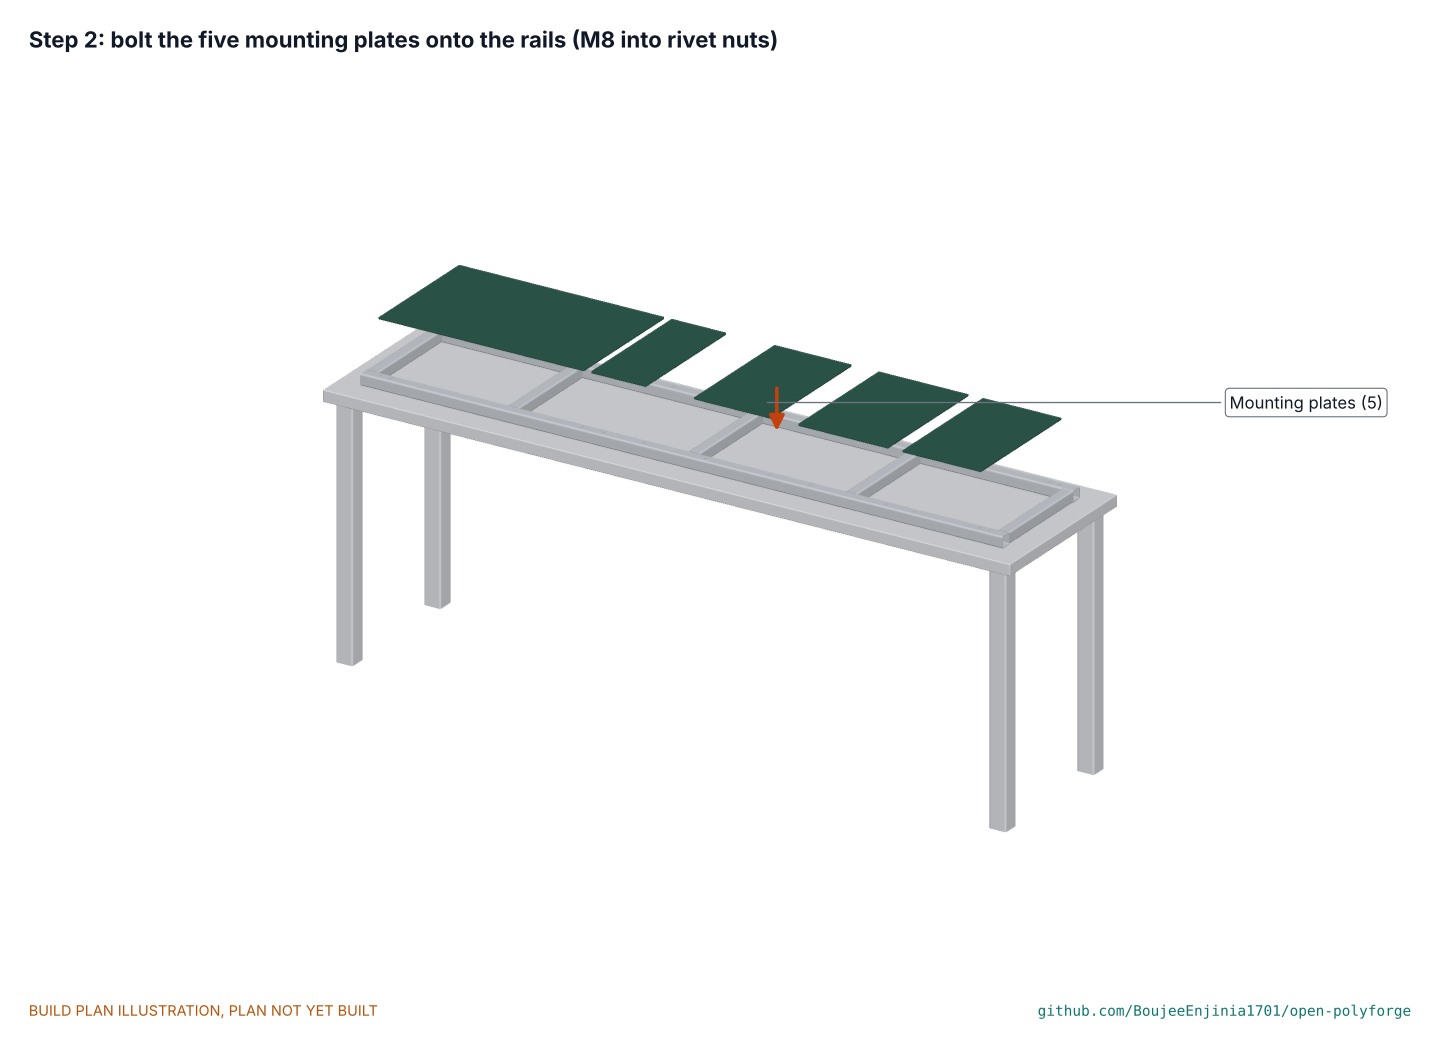 Step 2: bolt the five mounting plates onto the rails (M8 into rivet nuts)
Mounting plates (5)
BUILD PLAN ILLUSTRATION, PLAN NOT YET BUILT
github.com/BoujeeEnjinia1701/open-polyforge